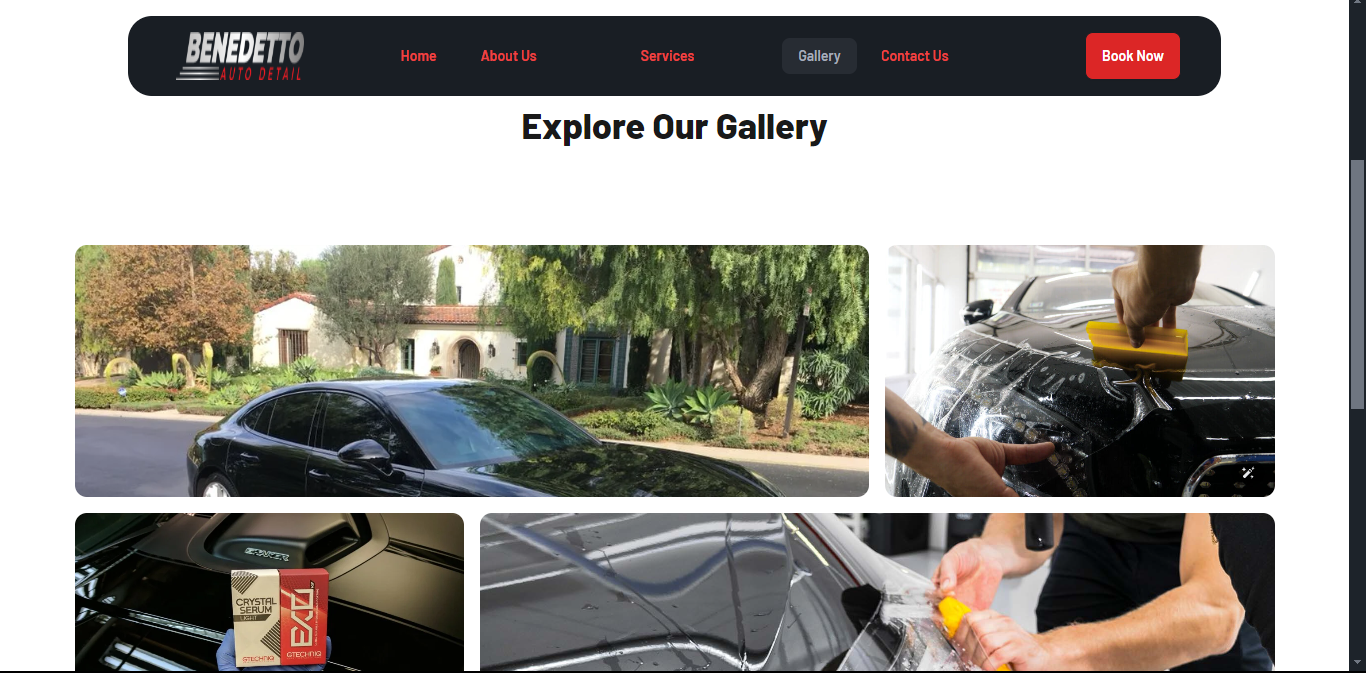 BENEDETTO
AUTO DETAIL
Home
About Us
Services
Gallery
Contact Us
Book Now
Explore Our Gallery
CRYSTAL
SERUM
LIGHT
GTECHNIQ
EXO
GTECHNIQ